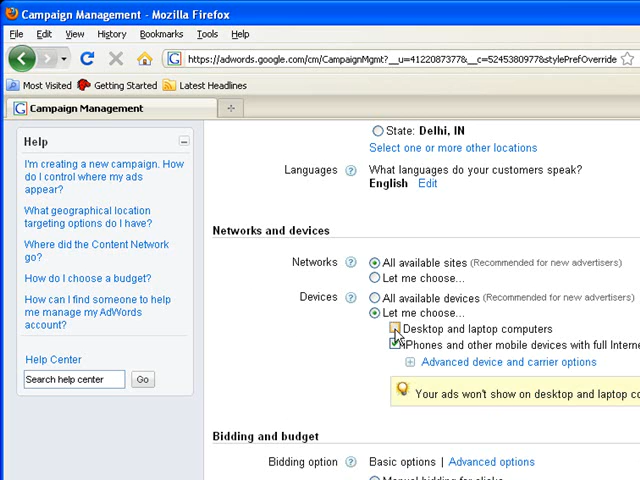 Campaign Management - Mozilla Firefox
File Edit View History Bookmarks Tools Help
https://adwords.google.com/cm/CampaignMgmt?__u=412208737&__c=524538097&stylePrefOverride
Most Visited Getting Started Latest Headlines
Campaign Management
Help
I'm creating a new campaign. How
do I control where my ads
appear?
What geographical location
targeting options do I have?
Where did the Content Network
go?
How do I choose a budget?
How can I find someone to help
me manage my AdWords
account?
Help Center
Search help center Go
State: Delhi, IN
Select one or more other locations
Languages ? What languages do your customers speak?
English Edit
Networks and devices
Networks ? All available sites (Recommended for new advertisers)
Let me choose...
Devices ? All available devices (Recommended for new advertisers)
Let me choose...
Desktop and laptop computers
iPhones and other mobile devices with full Interne
Advanced device and carrier options
Your ads won't show on desktop and laptop co
Bidding and budget
Bidding option ? Basic options | Advanced options
Manual bidding for clicks